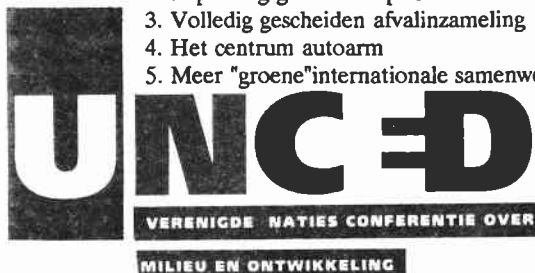 3. Volledig gescheiden afvalinzameling
4. Het centrum autoarm
5. Meer "groene"internationale
UNCED
VERENIGDE NATIES CONFERENTIE OVER
MILIEU EN ONTWIKKELING